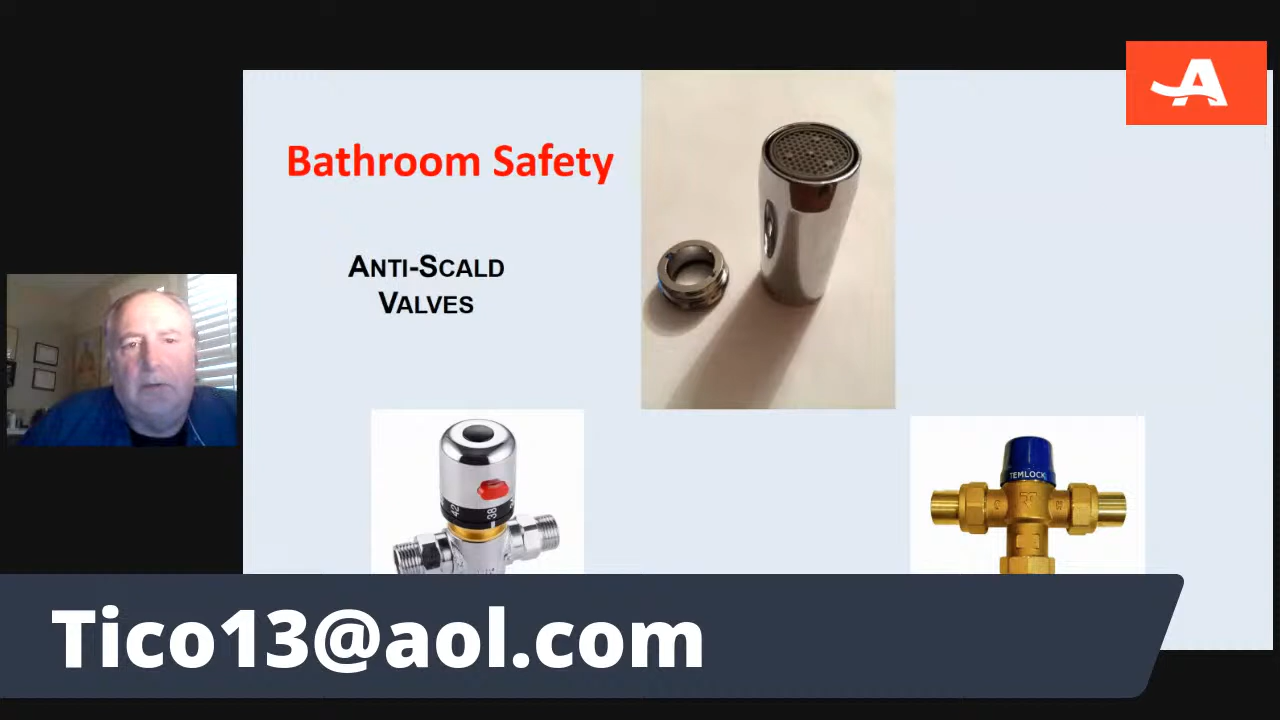 Bathroom Safety
ANTI-SCALD
VALVES
42
38
TEMLOCK
Tico13@aol.com